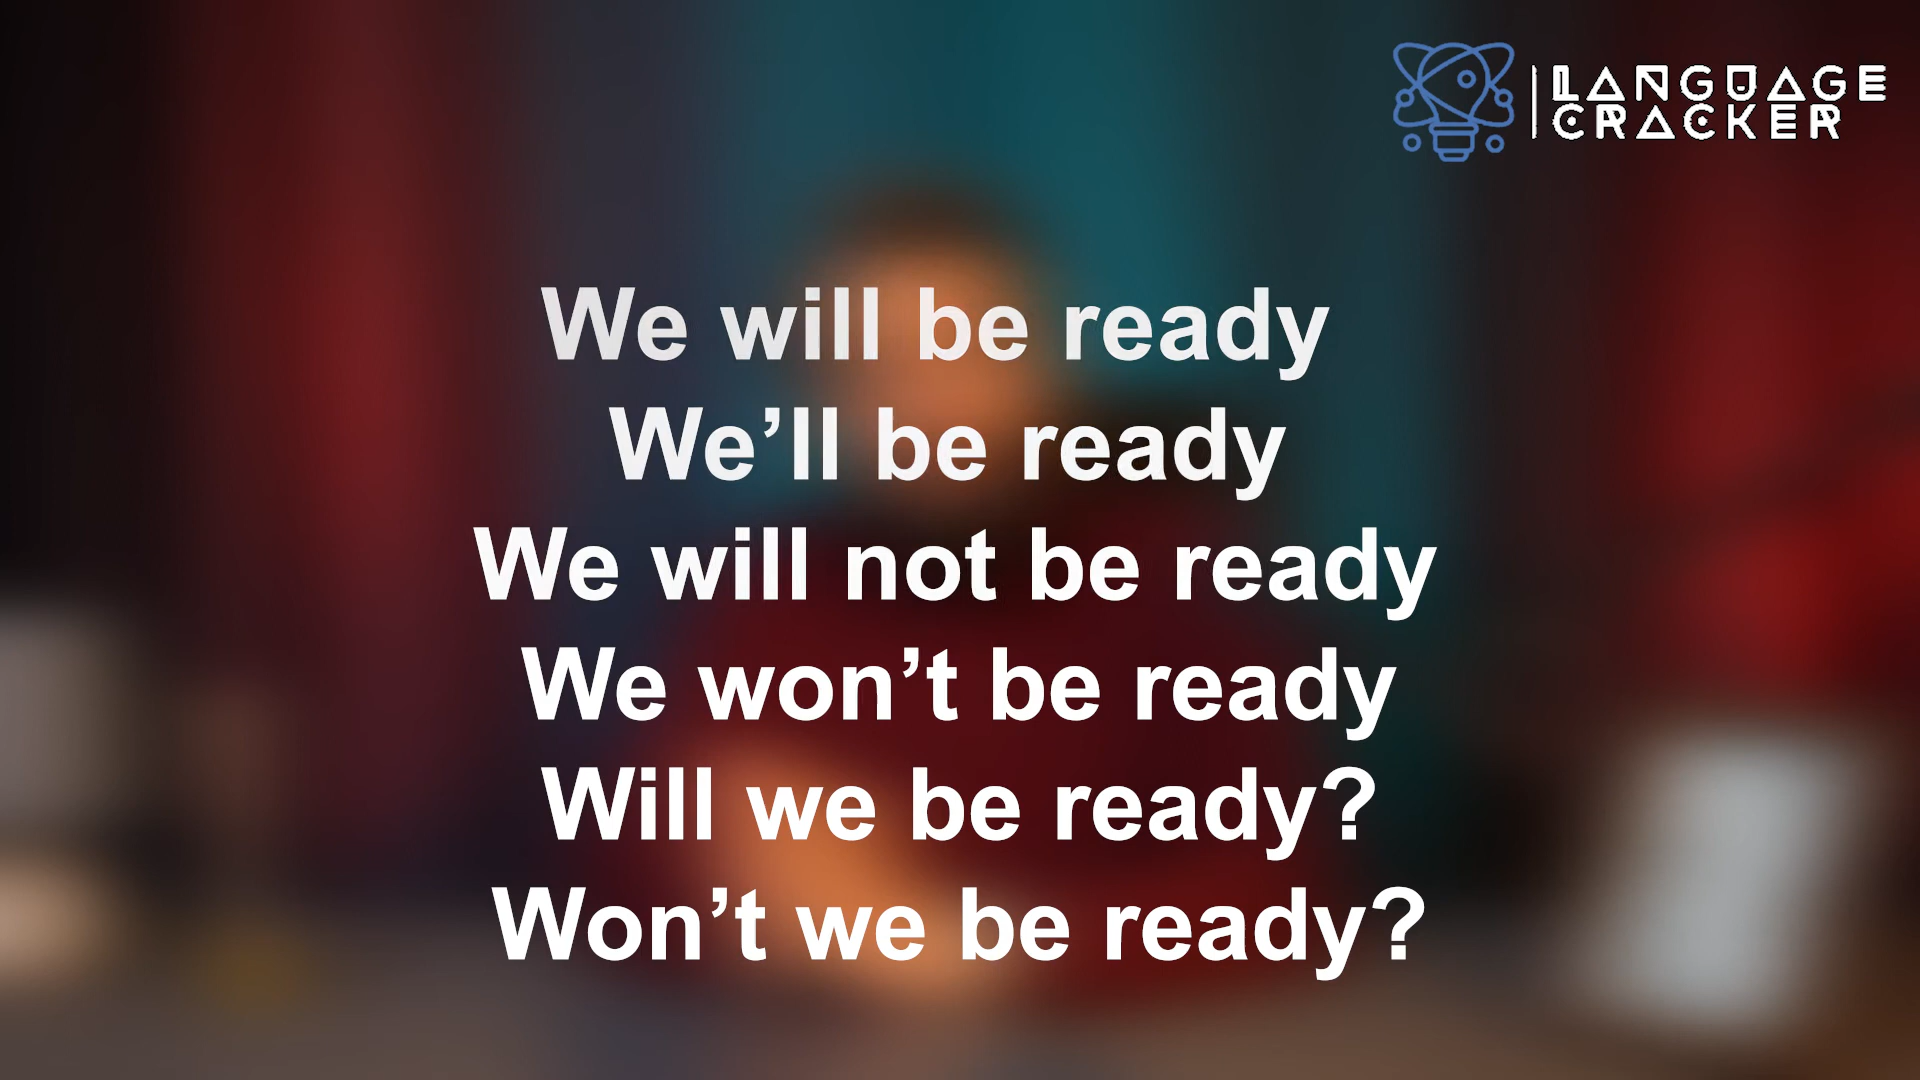 LANGUAGE
CRACKER
We will be ready
We’ll be ready
We will not be ready
We won’t be ready
Will we be ready?
Won’t we be ready?